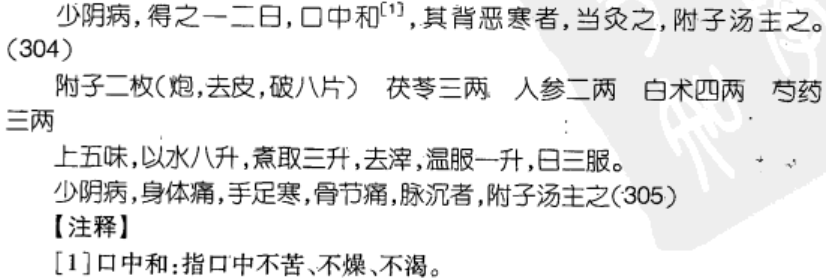 少阴病,得之一二日,口中和[1],其背恶寒者,当灸之,附子汤主之。
(304)
附子二枚(炮,去皮,破八片) 茯苓三两 人参二两 白术四两 芍药
三两
上五味,以水八升,煮取三升,去滓,温服一升,日三服。
少阴病,身体痛,手足寒,骨节痛,脉沉者,附子汤主之(305)
【注释】
[1]口中和:指口中不苦、不燥、不渴。